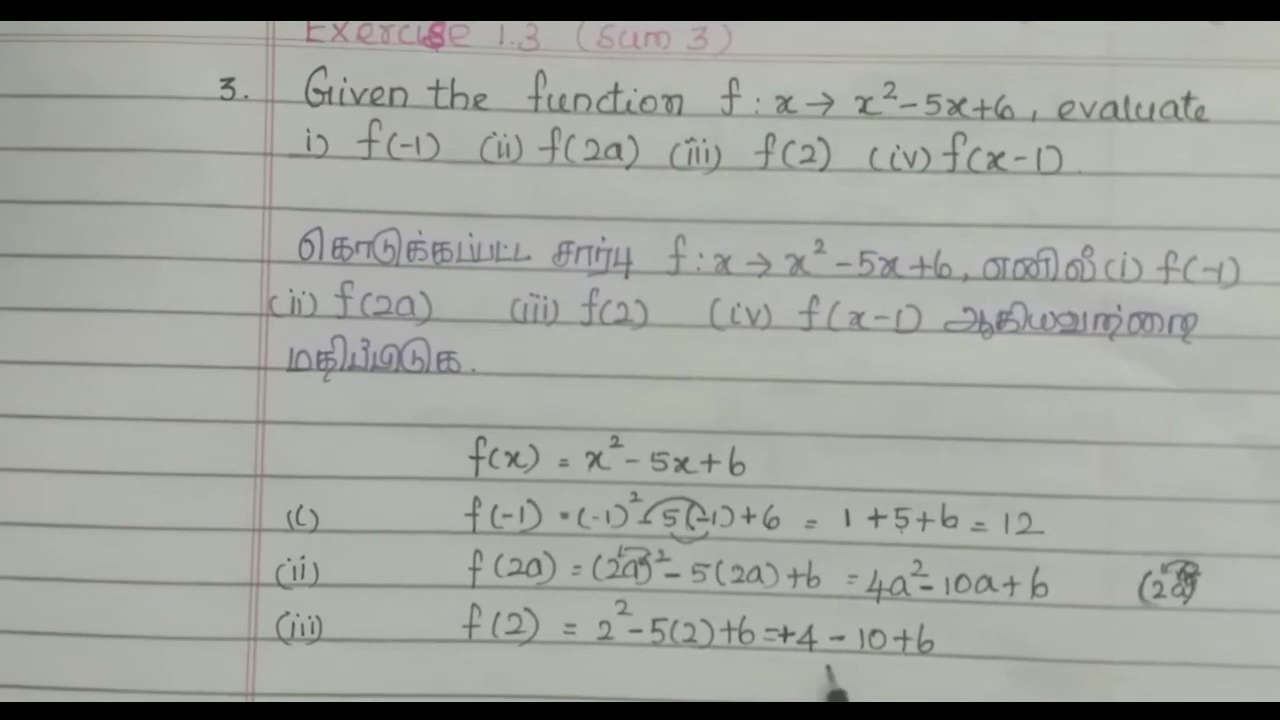 Exercise 1.3 (Sum 3)
3. Given the function f : x → x² - 5x + 6, evaluate
i) f(-1) (ii) f(2a) (iii) f(2) (iv) f(x-1)
கொடுக்கப்பட்ட சார்பு f : x → x² - 5x + 6, எனில் (i) f(-1)
(ii) f(2a) (iii) f(2) (iv) f(x-1) ஆகியவற்றை
மதிப்பிடுக.
f(x) = x² - 5x + 6
(i) f(-1) = (-1)² - 5(-1) + 6 = 1 + 5 + 6 = 12
(ii) f(2a) = (2a)² - 5(2a) + 6 = 4a² - 10a + 6 (2a)
(iii) f(2) = 2² - 5(2) + 6 = +4 - 10 + 6